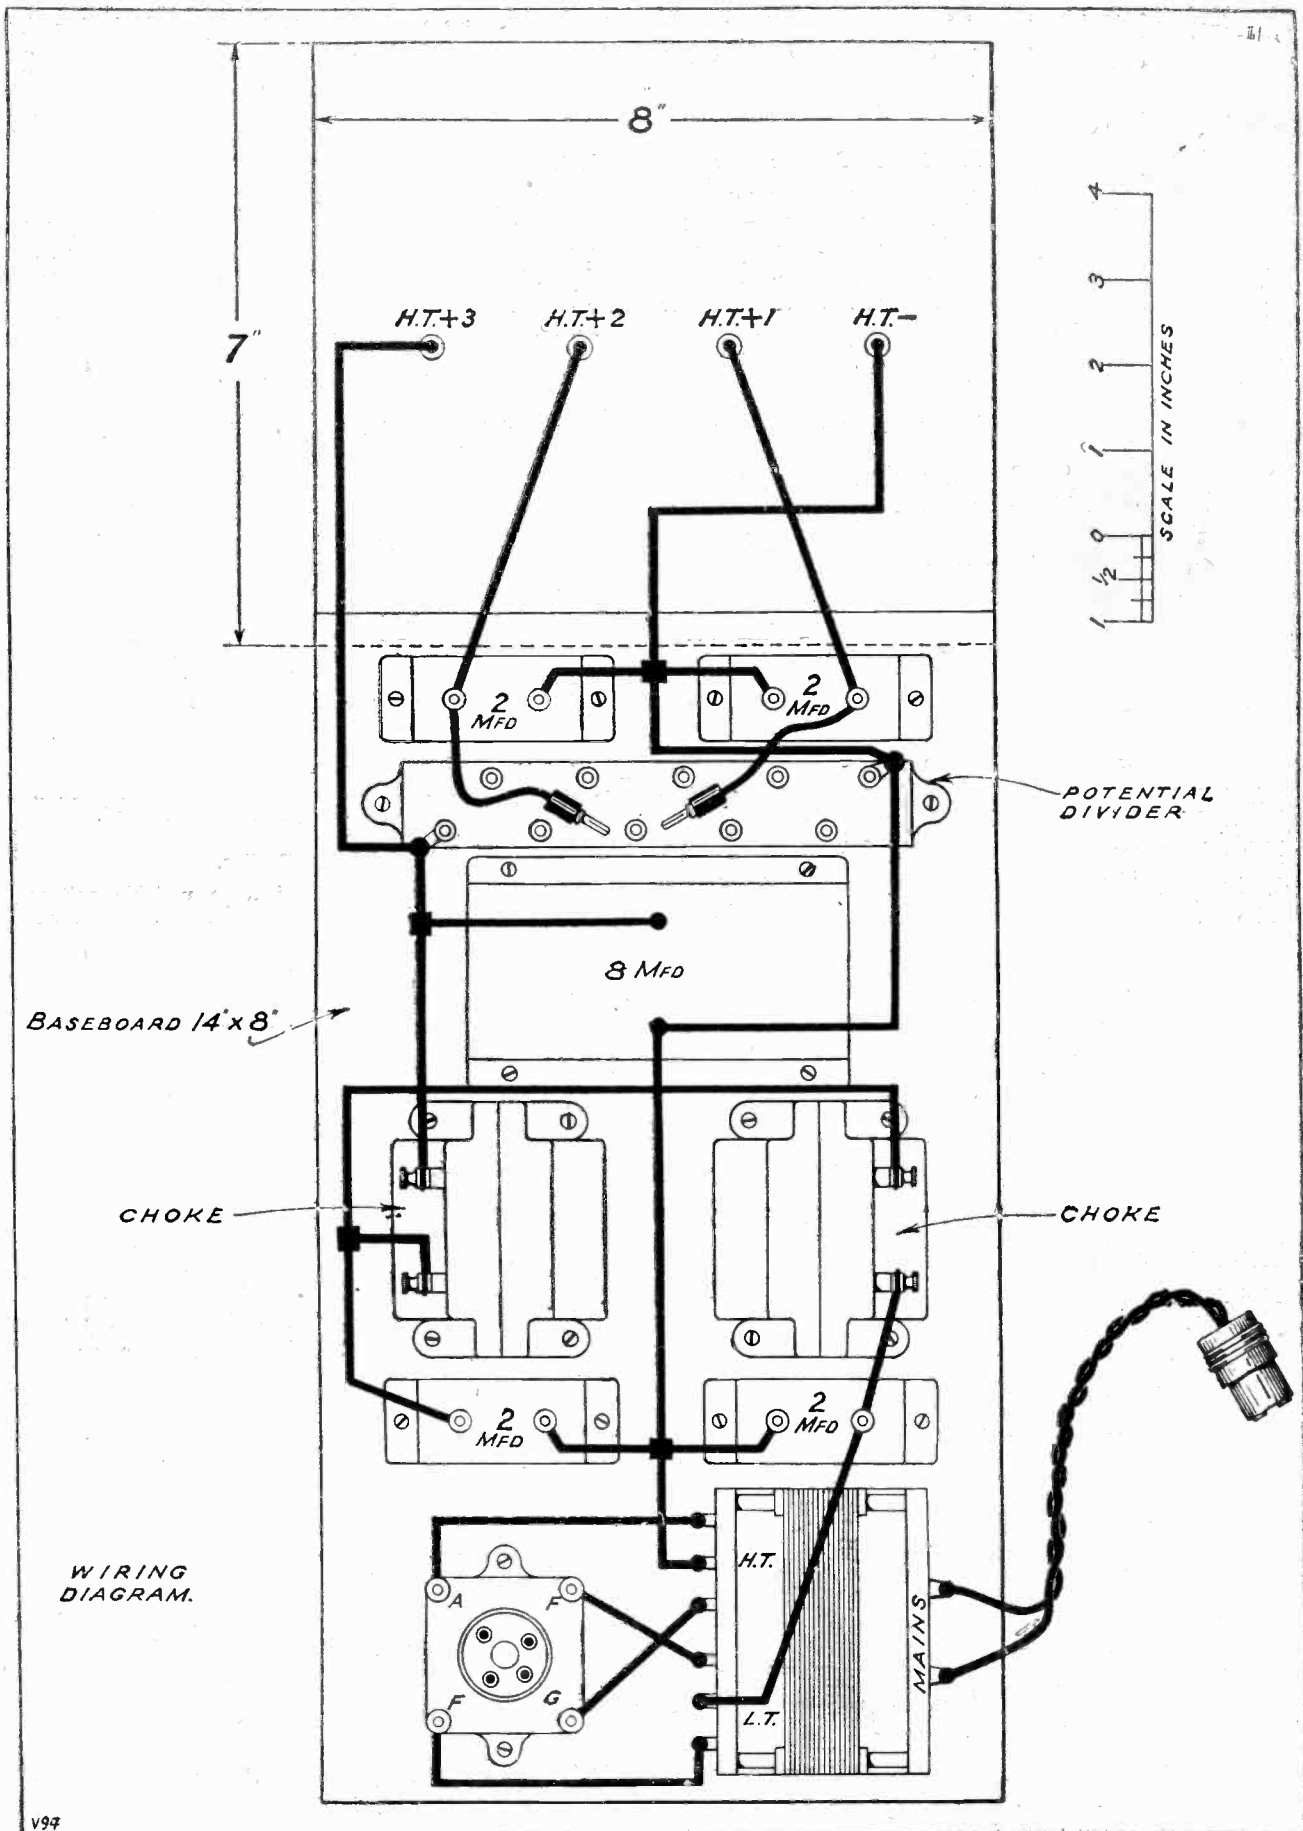 8"
7"
H.T.+3
H.T.+2
H.T.+1
H.T.-
4
3
2
1
0
1/2
1
SCALE IN INCHES
2
MFD
2
MFD
POTENTIAL
DIVIDER
8 MFD
BASEBOARD 14"x8"
CHOKE
CHOKE
2
MFD
2
MFD
WIRING
DIAGRAM.
A
F
F
G
H.T.
L.T.
MAINS
V94